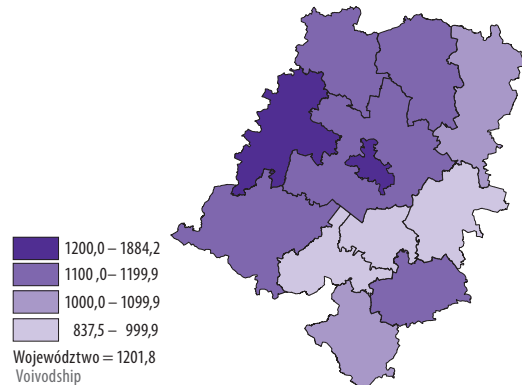 1200,0 – 1884,2
1100 ,0 – 1199,9
1000,0 – 1099,9
837,5 – 999,9
Województwo = 1201,8
Voivodship